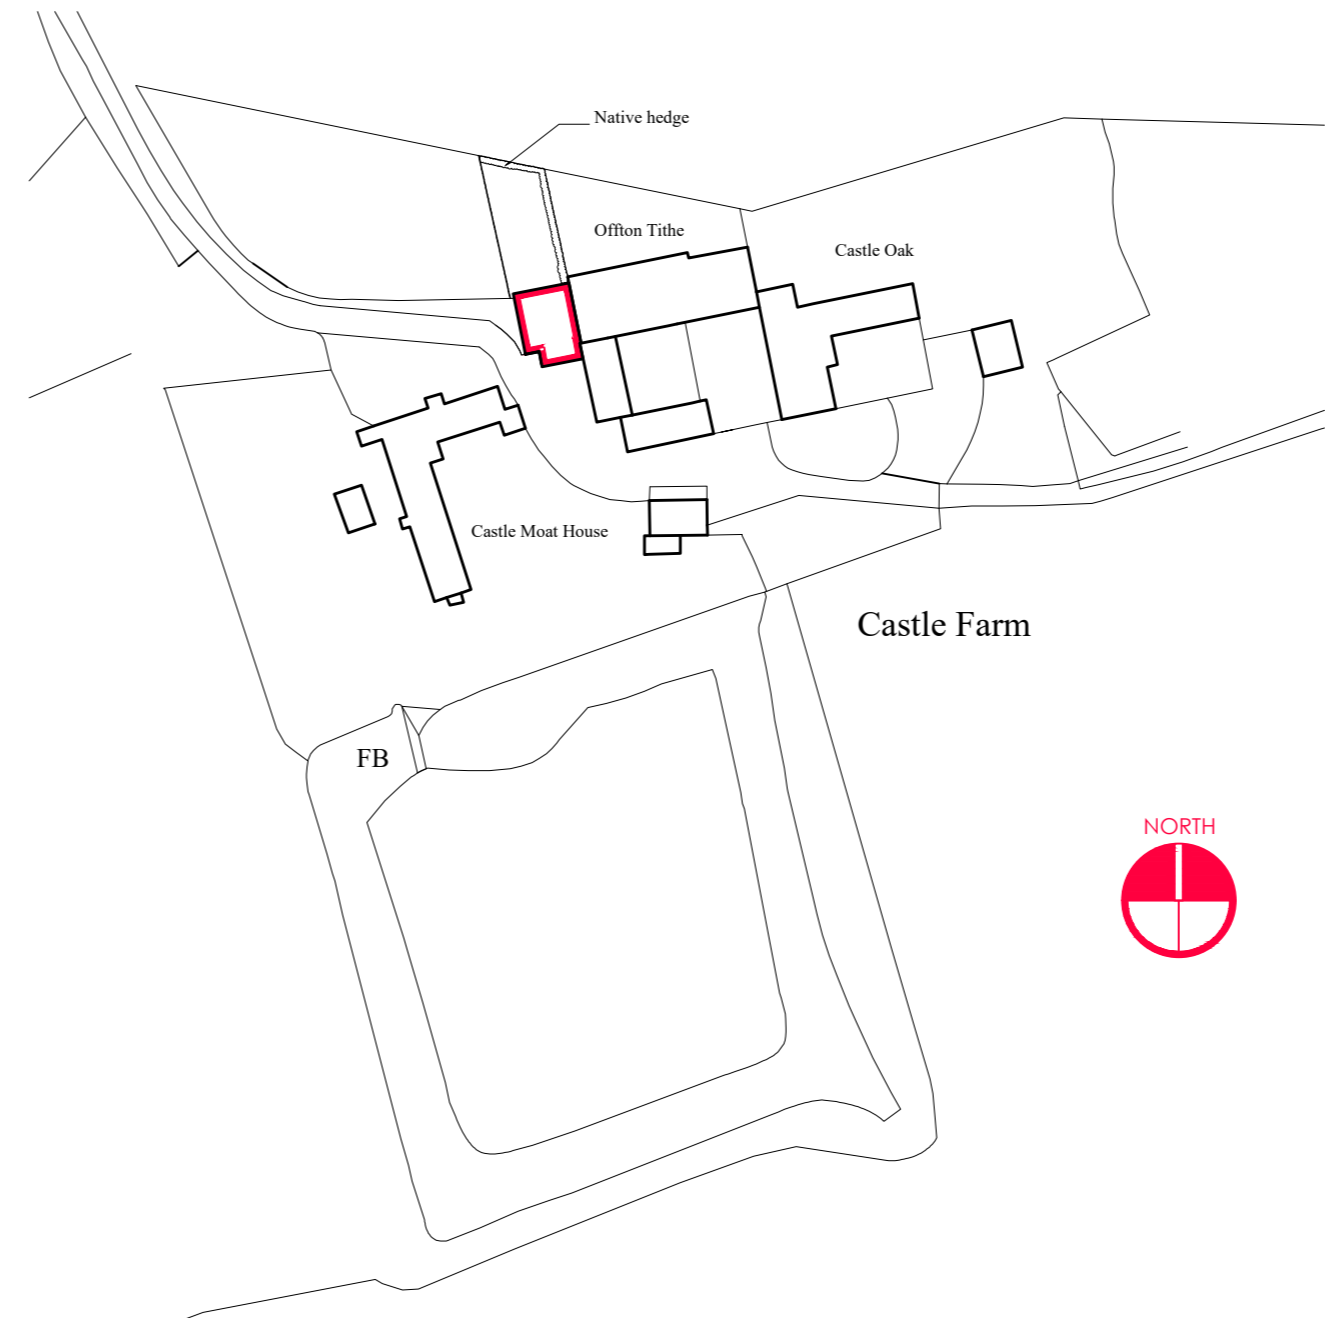 Native hedge
Offton Tithe
Castle Oak
Castle Moat House
Castle Farm
FB
NORTH